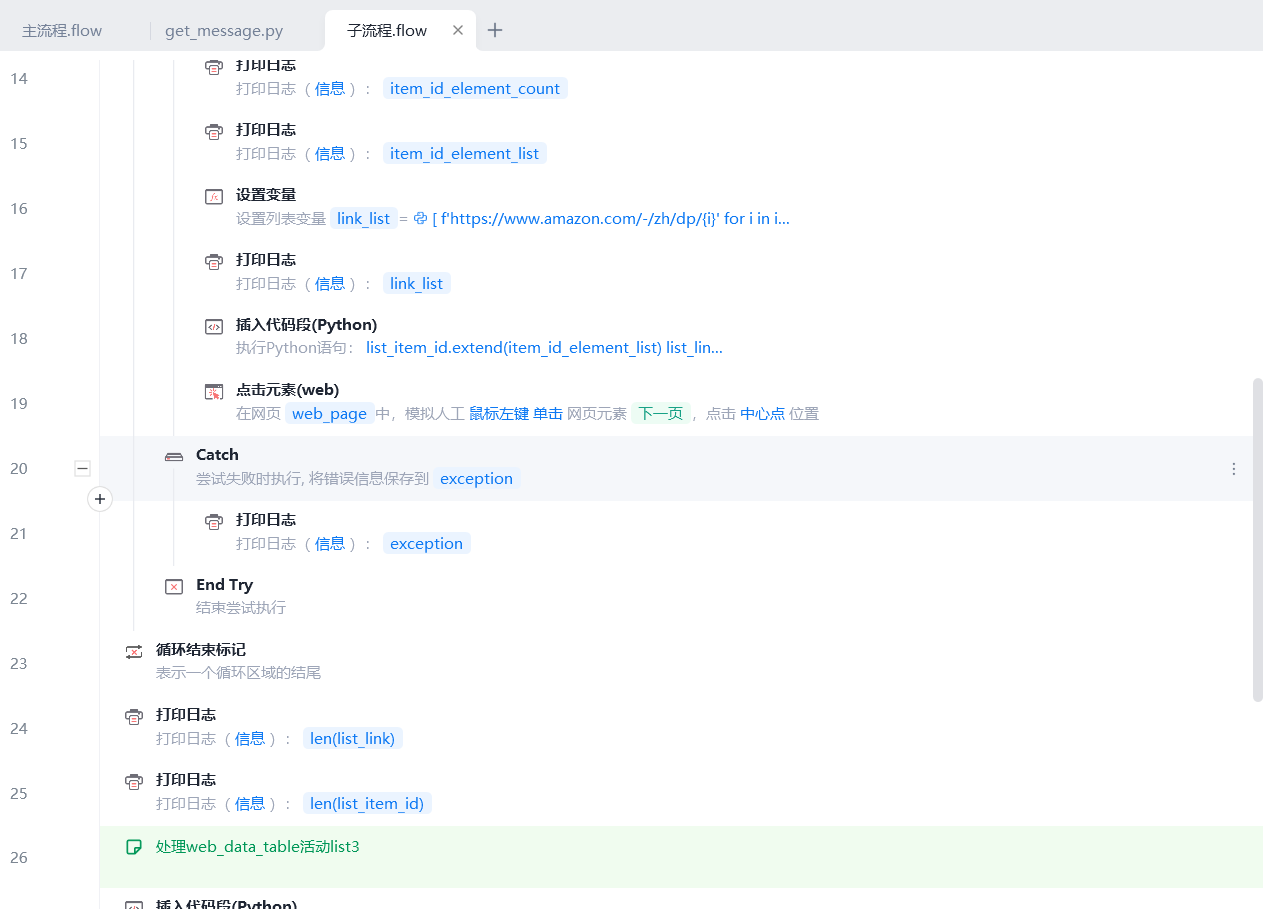 主流程.flow
get_message.py
子流程.flow
14
打印日志
打印日志（信息）： item_id_element_count
15
打印日志
打印日志（信息）： item_id_element_list
16
设置变量
设置列表变量 link_list = [ f'https://www.amazon.com/-/zh/dp/{i}' for i in i...
17
打印日志
打印日志（信息）： link_list
18
插入代码段(Python)
执行Python语句： list_item_id.extend(item_id_element_list) list_lin...
19
点击元素(web)
在网页 web_page 中，模拟人工 鼠标左键 单击 网页元素 下一页 ，点击 中心点 位置
20
Catch
尝试失败时执行, 将错误信息保存到 exception
21
打印日志
打印日志（信息）： exception
22
End Try
结束尝试执行
23
循环结束标记
表示一个循环区域的结尾
24
打印日志
打印日志（信息）： len(list_link)
25
打印日志
打印日志（信息）： len(list_item_id)
26
处理web_data_table活动list3
插入代码段(Python)